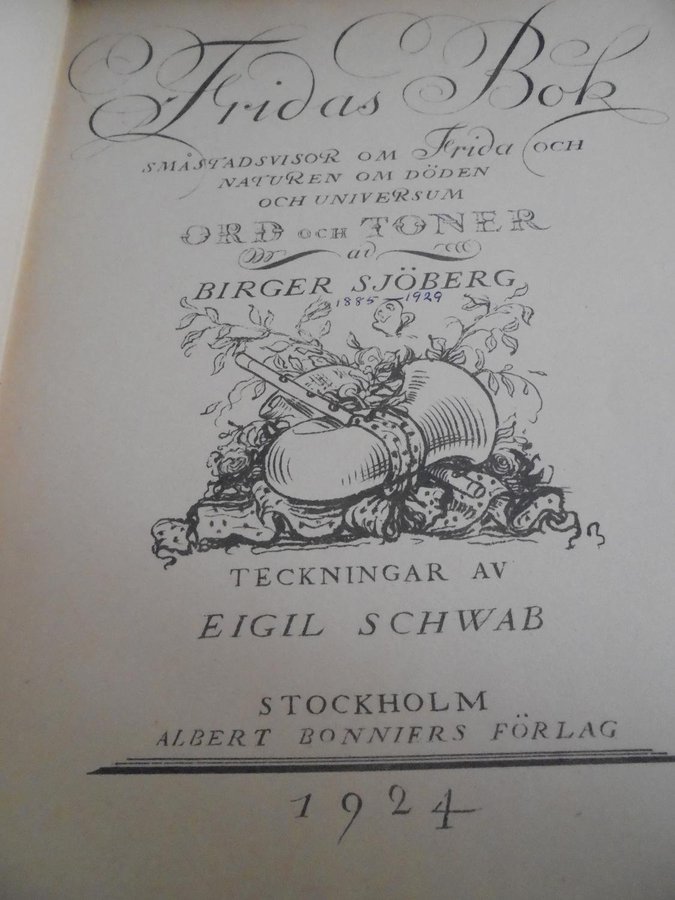 Fridas Bok
SMÅSTADSVISOR OM Frida OCH
NATUREN OM DÖDEN
OCH UNIVERSUM
ORD OCH TONER
av
BIRGER SJÖBERG
1885-1929
TECKNINGAR AV
EIGIL SCHWAB
STOCKHOLM
ALBERT BONNIERS FÖRLAG
1924